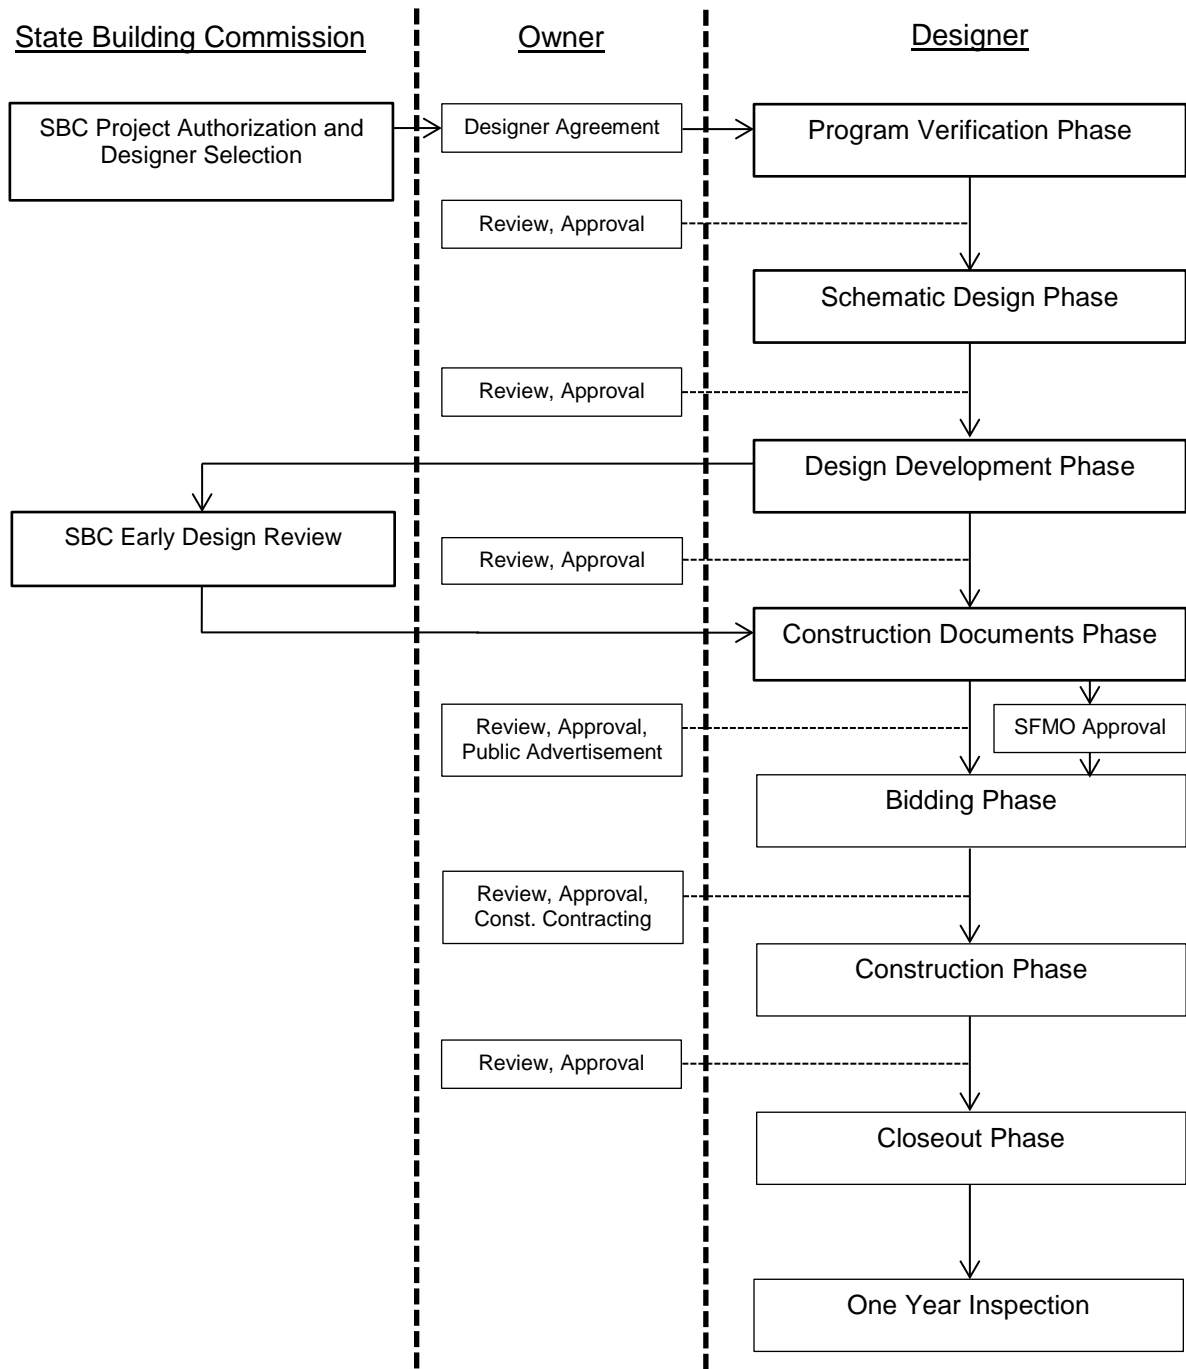 State Building Commission
Owner
Designer
SBC Project Authorization and
Designer Selection
Designer Agreement
Program Verification Phase
Review, Approval
Schematic Design Phase
Review, Approval
Design Development Phase
SBC Early Design Review
Review, Approval
Construction Documents Phase
Review, Approval,
Public Advertisement
SFMO Approval
Bidding Phase
Review, Approval,
Const. Contracting
Construction Phase
Review, Approval
Closeout Phase
One Year Inspection